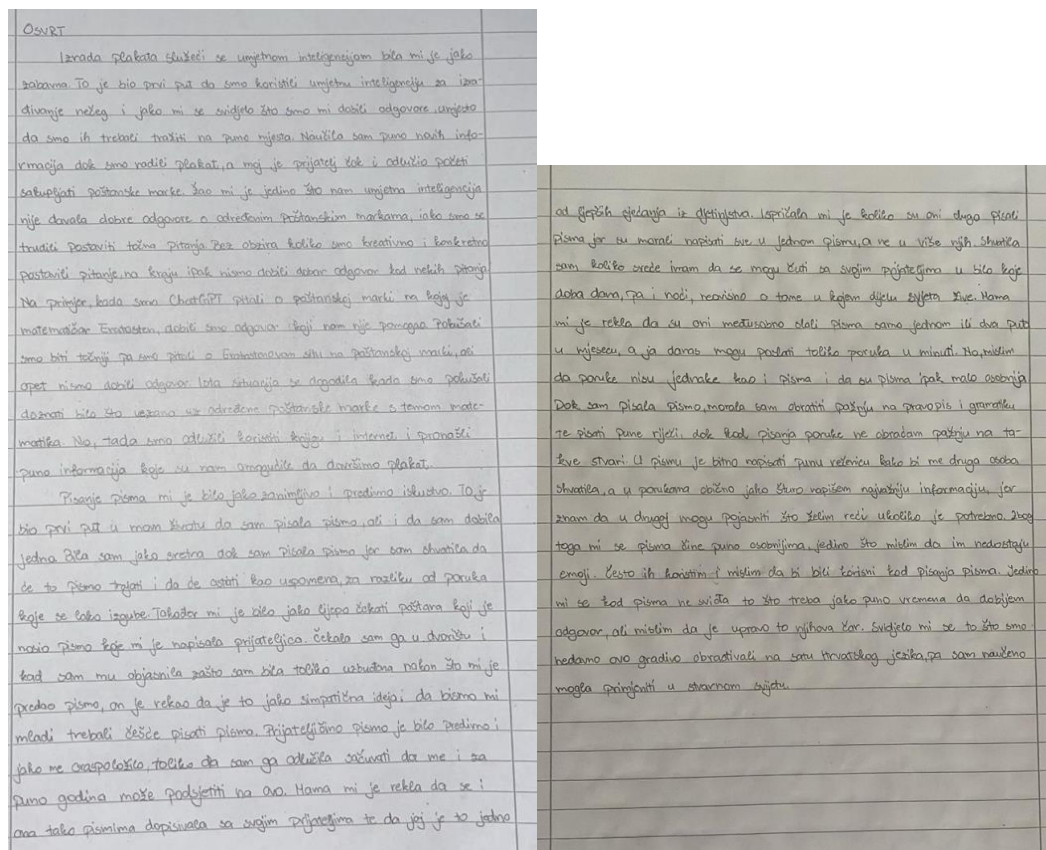 OSVRT
Izrada plakata služeći se umjetnom inteligencijom bila mi je jako
zabavna. To je bio prvi put da smo koristili umjetnu inteligenciju za izra-
đivanje nečeg i jako mi se svidjelo što smo mi dobili odgovore, umjesto
da smo ih trebali tražiti na puno mjesta. Naučila sam puno novih info-
rmacija dok smo radili plakat, a moj je prijatelj čak i odlučio početi
sakupljati poštanske marke. Žao mi je jedino što nam umjetna inteligencija
nije davala dobre odgovore o određenim poštanskim markama, iako smo se
trudili postaviti točna pitanja. Bez obzira koliko smo kreativno i konkretno
postavili pitanje, na kraju ipak nismo dobili dobar odgovor kod nekih pitanja.
Na primjer, kada smo ChatGPT pitali o poštanskoj marki na kojoj je
matematičar Eratosten, dobili smo odgovor koji nam nije pomogao. Pokušali
smo biti točniji pa smo pitali o Eratostenovom situ na poštanskoj marki, ali
opet nismo dobili odgovor. Ista situacija se dogodila kada smo pokušali
doznati bilo što vezano uz određene poštanske marke s temom mate-
matika. No, tada smo odlučili koristiti knjige i internet i pronašli
puno informacija koje su nam omogućile da dovršimo plakat.
Pisanje pisma mi je bilo jako zanimljivo i predivno iskustvo. To je
bio prvi put u mom životu da sam pisala pismo, ali i da sam dobila
jedno. Bila sam jako sretna dok sam pisala pismo jer sam shvatila da
će to pismo trajati i da će ostati kao uspomena, za razliku od poruka
koje se lako izgube. Također mi je bilo jako lijepo čekati poštara koji je
nosio pismo koje mi je napisala prijateljica. Čekala sam ga u dvorištu i
kad sam mu objasnila zašto sam bila toliko uzbuđena nakon što mi je
predao pismo, on je rekao da je to jako simpatična ideja i da bismo mi
mladi trebali češće pisati pisma. Prijateljičino pismo je bilo predivno i
jako me oraspoložilo, toliko da sam ga odlučila sačuvati da me i za
puno godina može podsjetiti na ovo. Mama mi je rekla da se i
ona tako pismima dopisivala sa svojim prijateljima te da joj je to jedno
od ljepših sjećanja iz djetinjstva. Ispričala mi je koliko su oni dugo pisali
pisma jer su morali napisati sve u jednom pismu, a ne u više njih. Shvatila
sam koliko sreće imam da se mogu čuti sa svojim prijateljima u bilo koje
doba dana, pa i noći, neovisno o tome u kojem dijelu svijeta žive. Mama
mi je rekla da su oni međusobno slali pisma samo jednom ili dva put
u mjesecu, a ja danas mogu poslati toliko poruka u minuti. No, mislim
da poruke nisu jednake kao i pisma i da su pisma ipak malo osobnija.
Dok sam pisala pismo, morala sam obratiti pažnju na pravopis i gramatiku
te pisati pune riječi, dok kod pisanja poruke ne obraćam pažnju na ta-
kve stvari. U pismu je bitno napisati punu rečenicu kako bi me druga osoba
shvatila, a u porukama obično jako šturo napišem najvažniju informaciju, jer
znam da u drugoj mogu pojasniti što želim reći ukoliko je potrebno. Zbog
toga mi se pisma čine puno osobnijima, jedino što mislim da im nedostaju
emoji. Često ih koristim i mislim da bi bili korisni kod pisanja pisma. Jedino
mi se kod pisma ne sviđa to što treba jako puno vremena da dobijem
odgovor, ali mislim da je upravo to njihova čar. Svidjelo mi se to što smo
nedavno ovo gradivo obrađivali na satu Hrvatskog jezika, pa sam naučeno
mogla primjeniti u stvarnom svijetu.